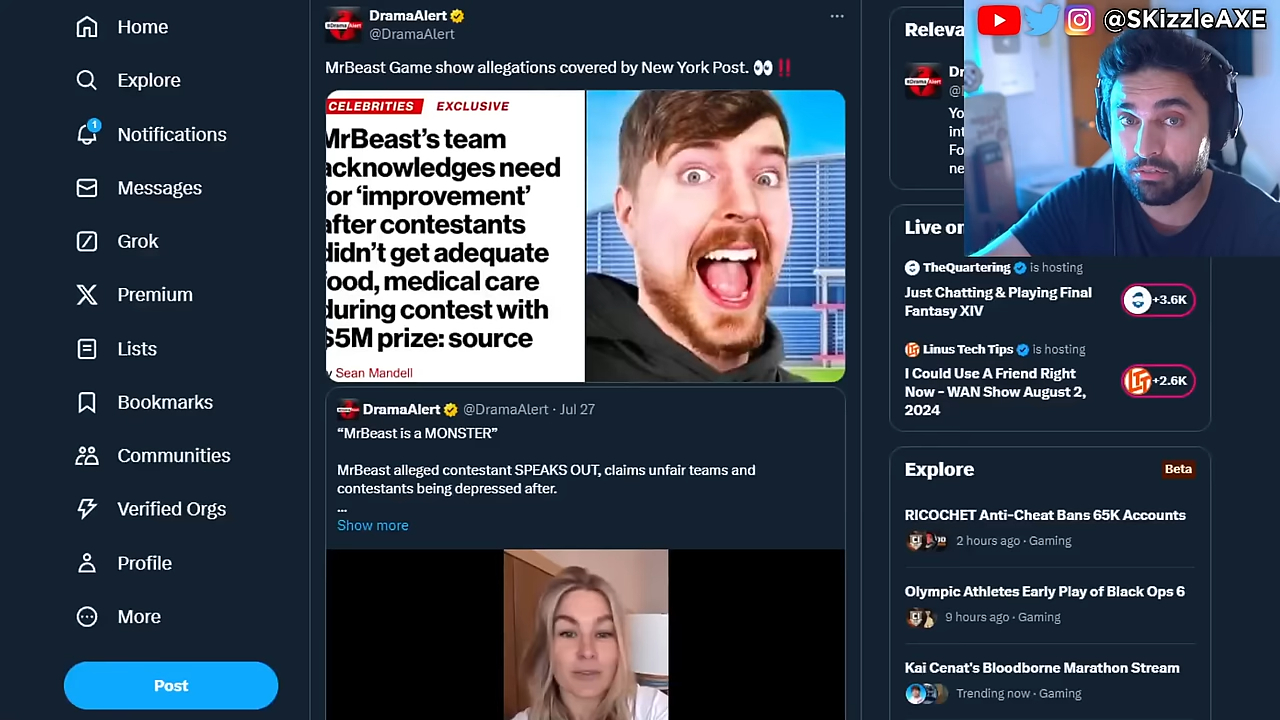 Home
Explore
1
Notifications
Messages
Grok
Premium
Lists
Bookmarks
Communities
Verified Orgs
Profile
More
Post
DramaAlert
@DramaAlert
MrBeast Game show allegations covered by New York Post. 👀 ‼️
CELEBRITIES EXCLUSIVE
MrBeast's team
acknowledges need
for ‘improvement’
after contestants
didn't get adequate
food, medical care
during contest with
$5M prize: source
y Sean Mandell
DramaAlert @DramaAlert · Jul 27
“MrBeast is a MONSTER”
MrBeast alleged contestant SPEAKS OUT, claims unfair teams and
contestants being depressed after.
...
Show more
@SKizzleAXE
Releva
Dr
@
Yo
int
Fo
ne
Live on
TheQuartering is hosting
Just Chatting & Playing Final
Fantasy XIV
+3.6K
Linus Tech Tips is hosting
I Could Use A Friend Right
Now - WAN Show August 2,
2024
+2.6K
Explore
Beta
RICOCHET Anti-Cheat Bans 65K Accounts
2 hours ago · Gaming
Olympic Athletes Early Play of Black Ops 6
9 hours ago · Gaming
Kai Cenat's Bloodborne Marathon Stream
Trending now · Gaming